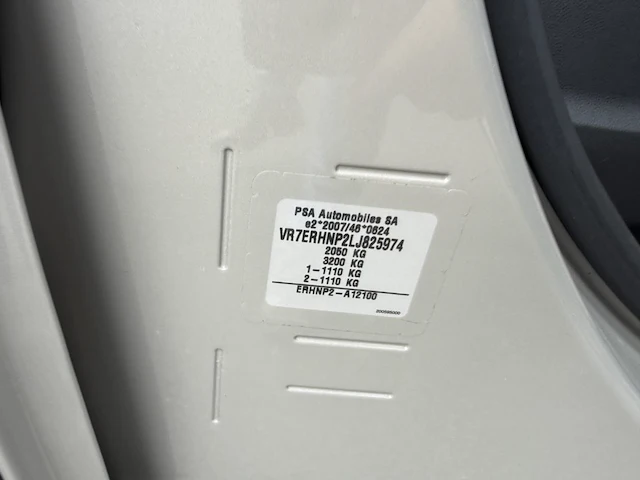 PSA Automobiles SA
e2*2007/46*0624
VR7ERHNP2LJ825974
2050 KG
3200 KG
1-1110 KG
2-1110 KG
ERHNP2-A12100